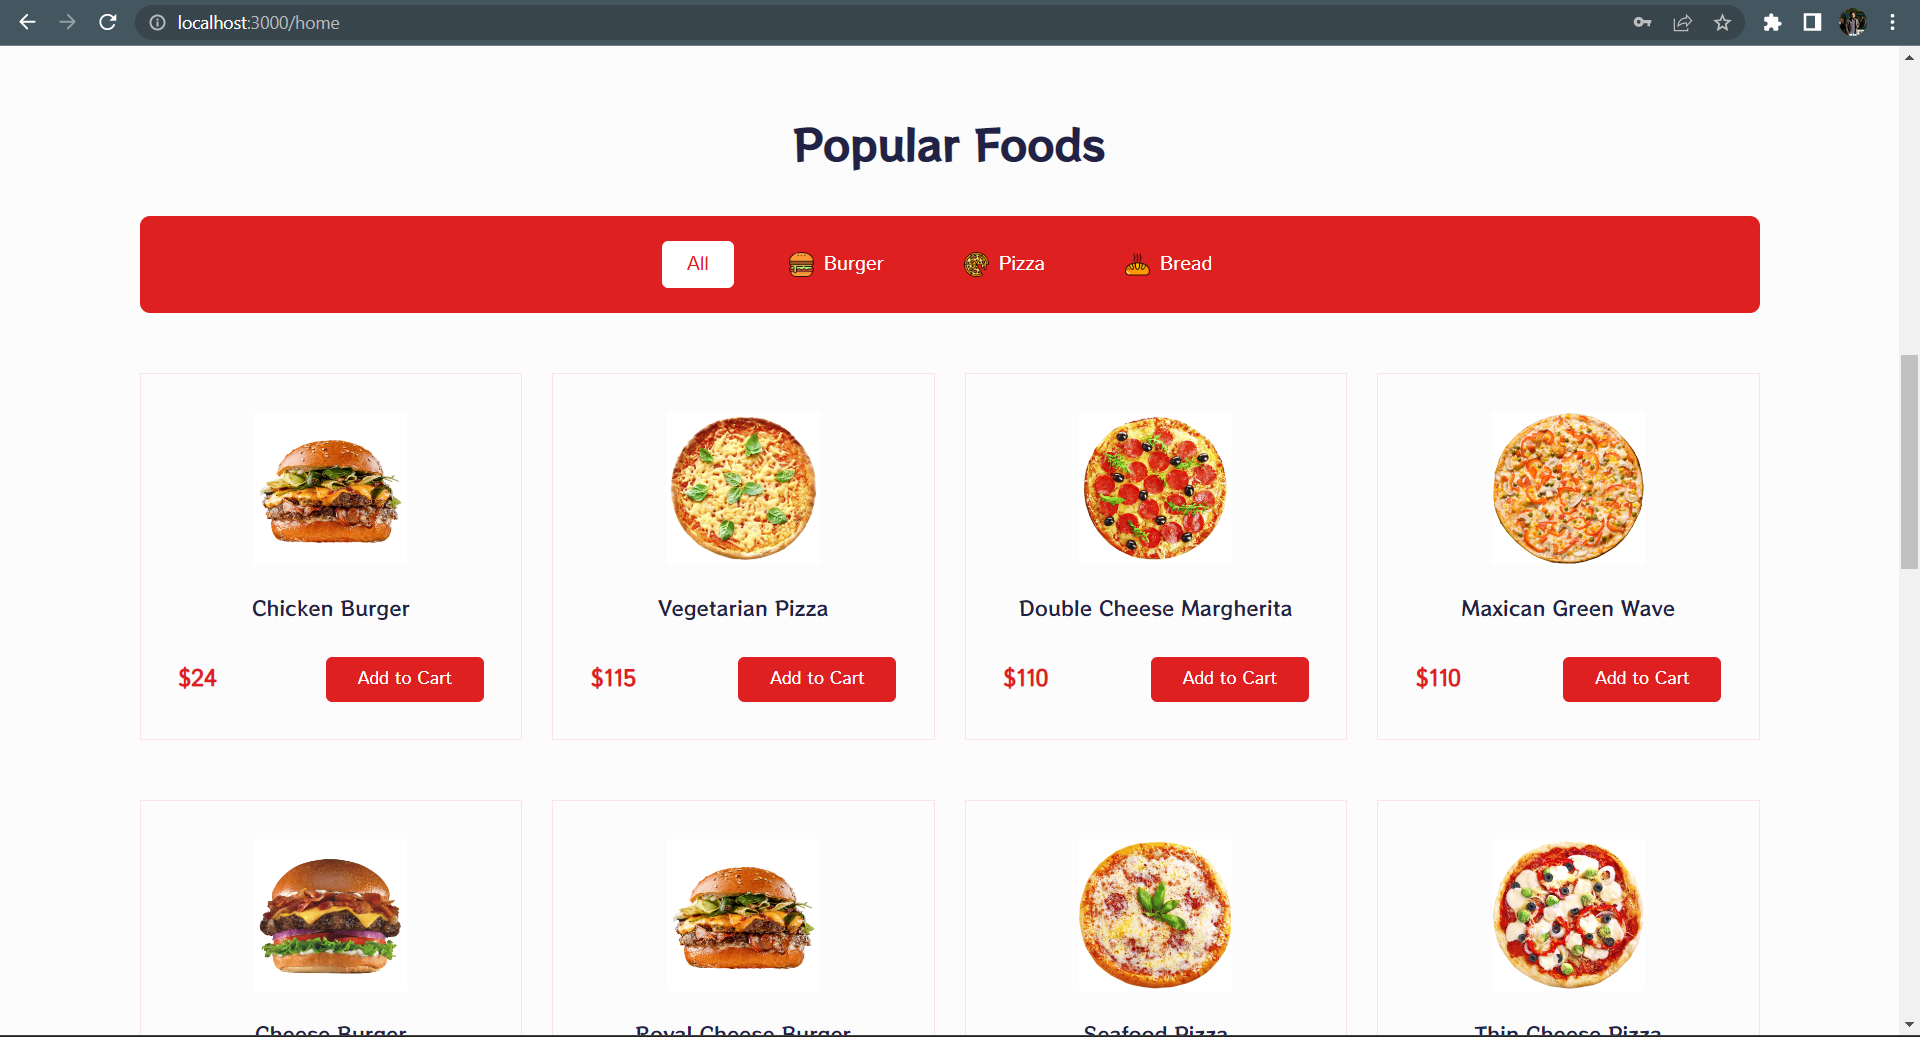 localhost:3000/home
Popular Foods
All Burger Pizza Bread
Chicken Burger Vegetarian Pizza Double Cheese Margherita Maxican Green Wave
$24 Add to Cart $115 Add to Cart $110 Add to Cart $110 Add to Cart
Cheese Burger Royal Cheese Burger Seafood Pizza Thin Cheese Pizza